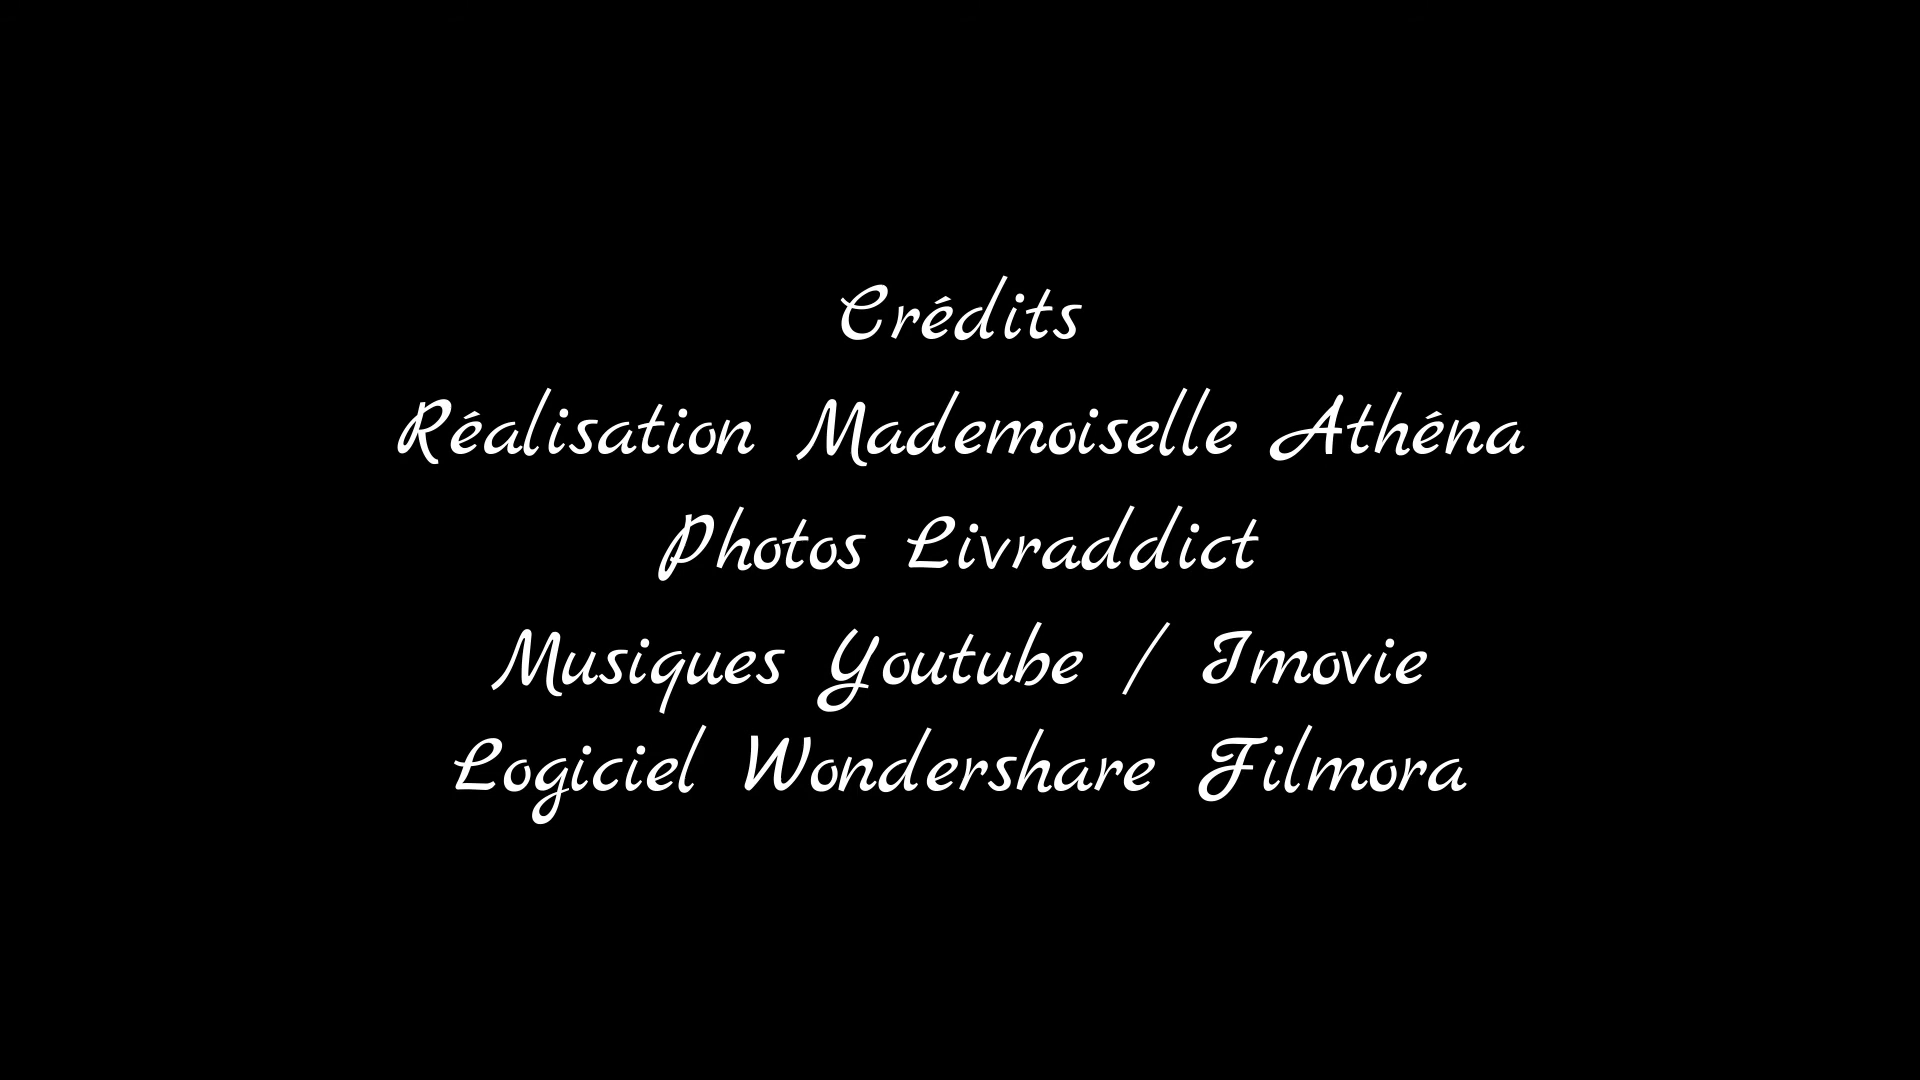 Crédits
Réalisation Mademoiselle Athéna
Photos Livraddict
Musiques Youtube / Imovie
Logiciel Wondershare Filmora